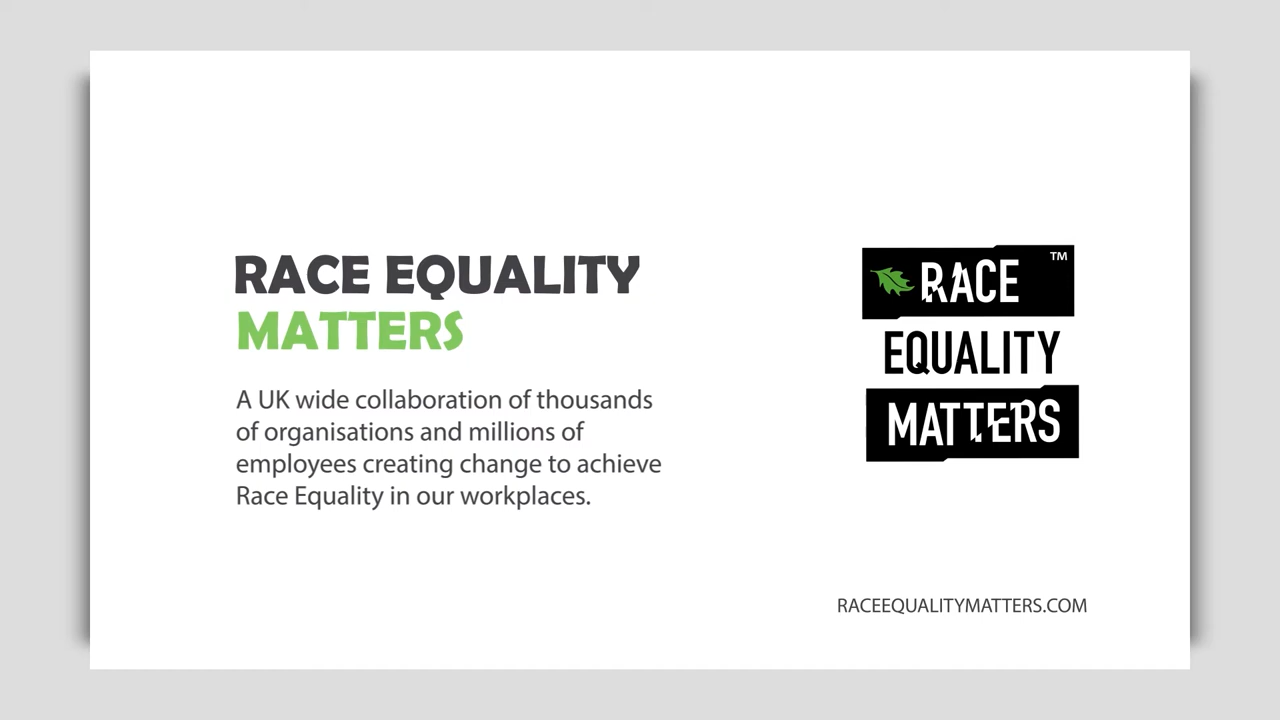 RACE EQUALITY
MATTERS
A UK wide collaboration of thousands
of organisations and millions of
employees creating change to achieve
Race Equality in our workplaces.
RACE ™
EQUALITY
MATTERS
RACEEQUALITYMATTERS.COM